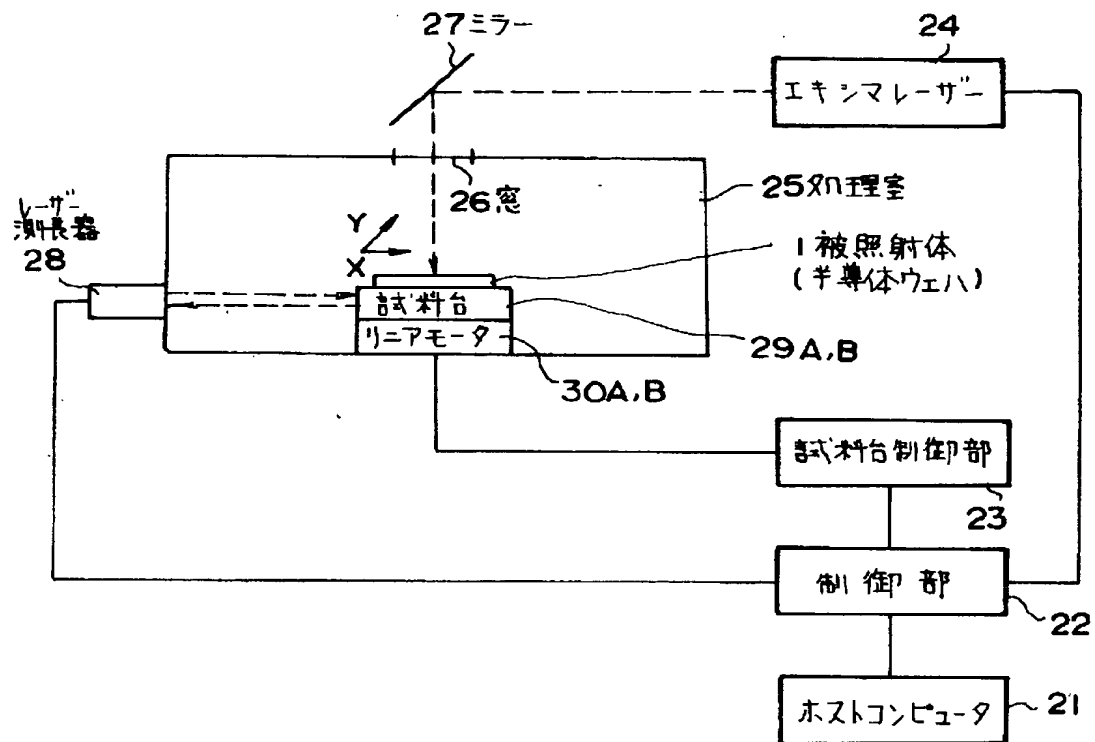 27ミラー
24
エキシマレーザー
26窓
25処理室
レーザー
測長器
28
Y
X
1被照射体
(半導体ウェハ)
試料台
リニアモータ
29A,B
30A,B
試料台制御部
23
制御部
22
ホストコンピュータ
21